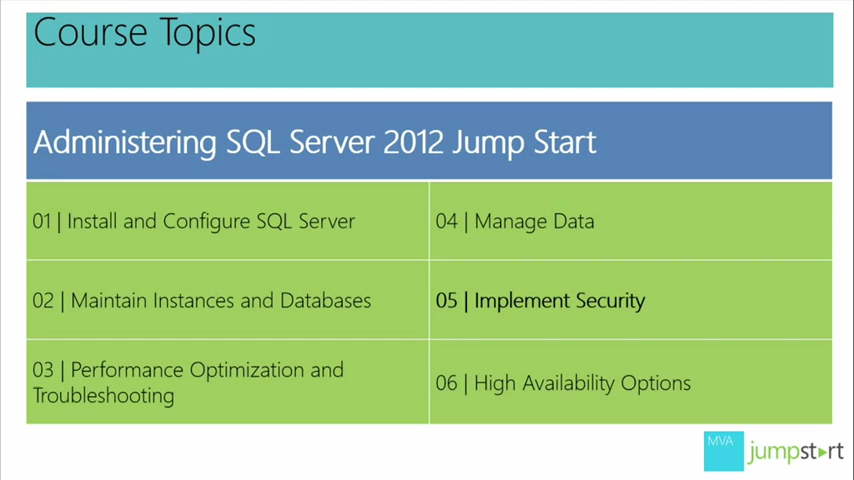 Course Topics
Administering SQL Server 2012 Jump Start
01 | Install and Configure SQL Server
04 | Manage Data
02 | Maintain Instances and Databases
05 | Implement Security
03 | Performance Optimization and
Troubleshooting
06 | High Availability Options
MVA
jumpstart